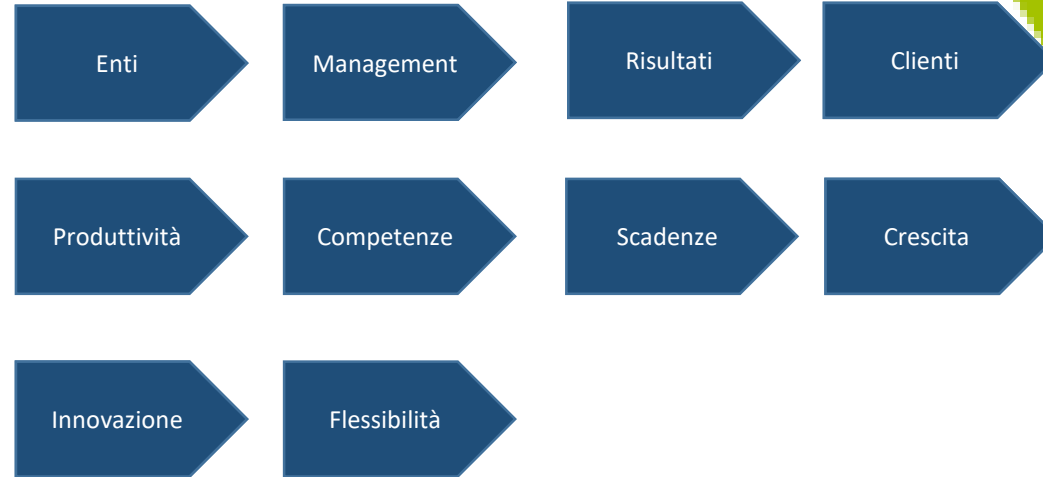 Enti
Management
Risultati
Clienti
Produttività
Competenze
Scadenze
Crescita
Innovazione
Flessibilità